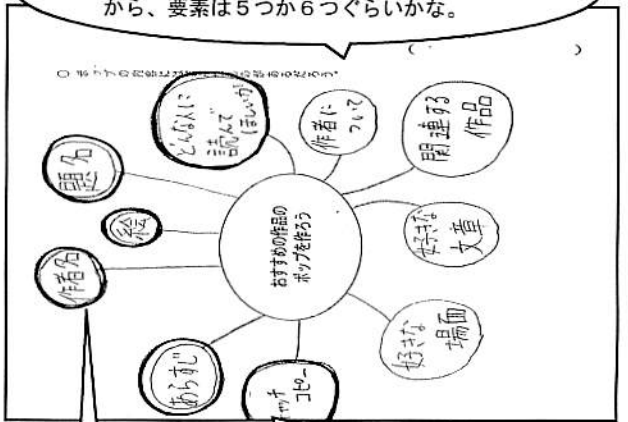 から、要素は5つか6つぐらいかな。
おすすめの作品の
ポップを作ろう
どんな人に
読んで
ほしいか
作者に
ついて
関連する
作品
好きな
文章
好きな
場面
キャッチ
コピー
あらすじ
作者名
絵
題名